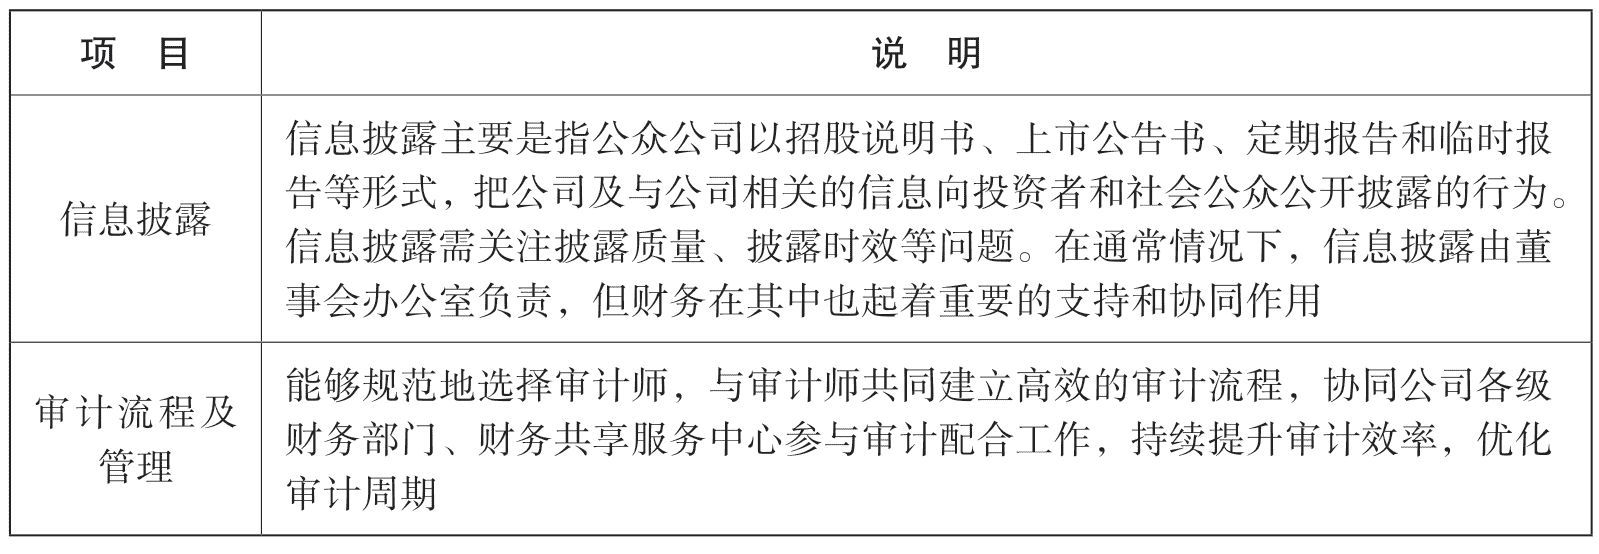 项 目
说 明
信息披露
信息披露主要是指公众公司以招股说明书、上市公告书、定期报告和临时报
告等形式，把公司及与公司相关的信息向投资者和社会公众公开披露的行为。
信息披露需关注披露质量、披露时效等问题。在通常情况下，信息披露由董
事会办公室负责，但财务在其中也起着重要的支持和协同作用
审计流程及
管理
能够规范地选择审计师，与审计师共同建立高效的审计流程，协同公司各级
财务部门、财务共享服务中心参与审计配合工作，持续提升审计效率，优化
审计周期